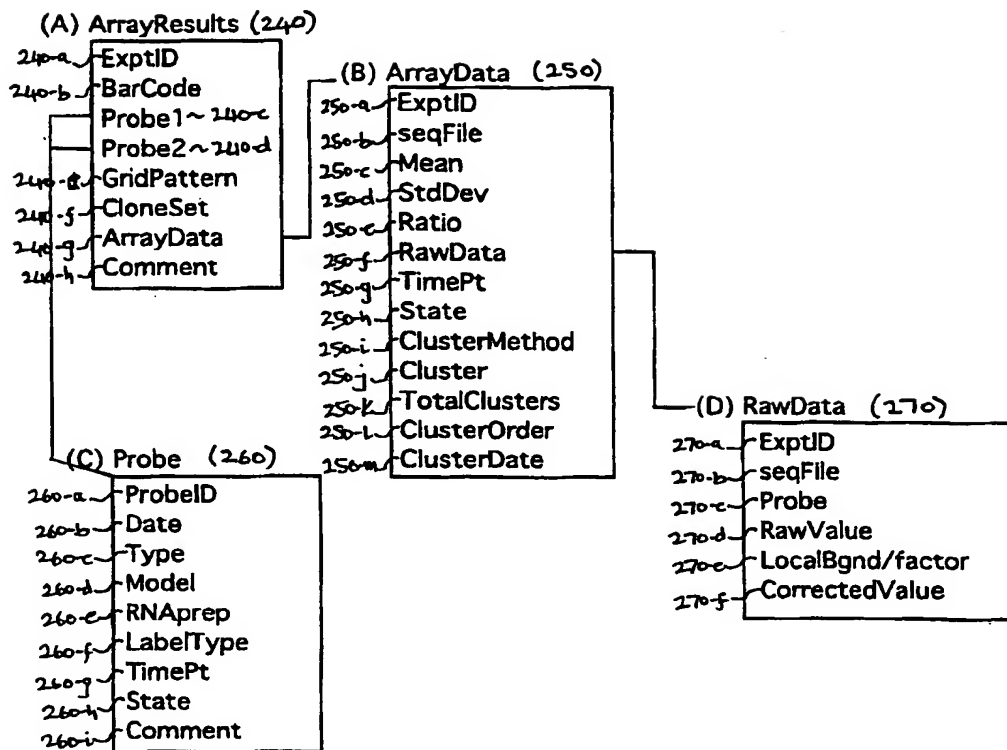 (A) ArrayResults (240)
240-a ExptID
240-b BarCode
Probe1~240-c
Probe2~240-d
GridPattern
240-f CloneSet
240-g ArrayData
240-h Comment
(B) ArrayData (250)
250-a ExptID
250-b seqFile
250-c Mean
250-d StdDev
250-e Ratio
250-f RawData
250-g TimePt
250-h State
250-i ClusterMethod
250-j Cluster
250-k TotalClusters
250-l ClusterOrder
250-m ClusterDate
(C) Probe (260)
260-a ProbeID
260-b Date
260-c Type
260-d Model
260-e RNAprep
260-f LabelType
260-g TimePt
260-h State
260-i Comment
(D) RawData (270)
270-a ExptID
270-b seqFile
270-c Probe
270-d RawValue
270-e LocalBgnd/factor
270-f CorrectedValue